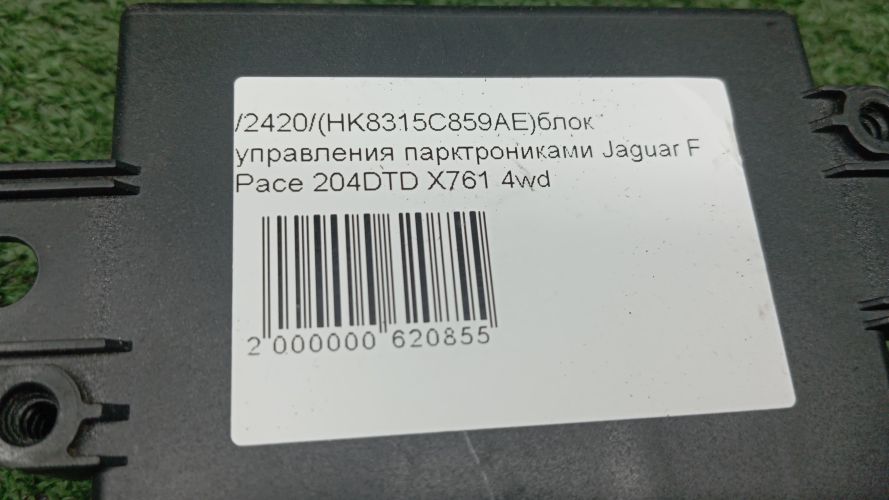 /2420/(HK8315C859AE)блок
управления парктрониками Jaguar F
Pace 204DTD X761 4wd
2 000000 620855